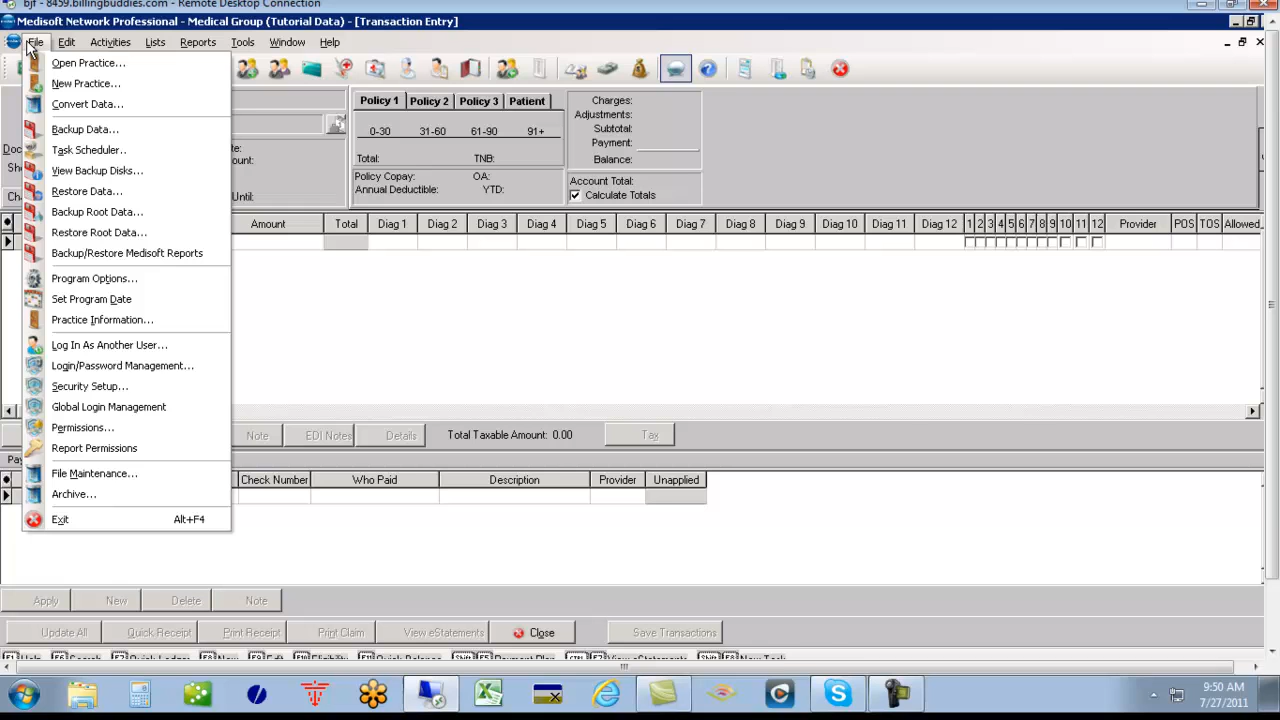 bjf - 8459.billingbuddies.com - Remote Desktop Connection
Medisoft Network Professional - Medical Group (Tutorial Data) - [Transaction Entry]
File Edit Activities Lists Reports Tools Window Help
Open Practice...
New Practice...
Convert Data...
Backup Data...
Task Scheduler...
View Backup Disks...
Restore Data...
Backup Root Data...
Restore Root Data...
Backup/Restore Medisoft Reports
Program Options...
Set Program Date
Practice Information...
Log In As Another User...
Login/Password Management...
Security Setup...
Global Login Management
Permissions...
Report Permissions
File Maintenance...
Archive...
Exit Alt+F4
Policy 1 Policy 2 Policy 3 Patient
0-30 31-60 61-90 91+
Total: TNB:
Policy Copay: OA:
Annual Deductible: YTD:
Charges:
Adjustments:
Subtotal:
Payment:
Balance:
Account Total:
Calculate Totals
Amount Total Diag 1 Diag 2 Diag 3 Diag 4 Diag 5 Diag 6 Diag 7 Diag 8 Diag 9 Diag 10 Diag 11 Diag 12 1 2 3 4 5 6 7 8 9 10 11 12 Provider POS TOS Allowed
Note EDI Notes Details Total Taxable Amount: 0.00 Tax
Check Number Who Paid Description Provider Unapplied
Apply New Delete Note
Update All Quick Receipt Print Receipt Print Claim View eStatements Close Save Transactions
9:50 AM
7/27/2011